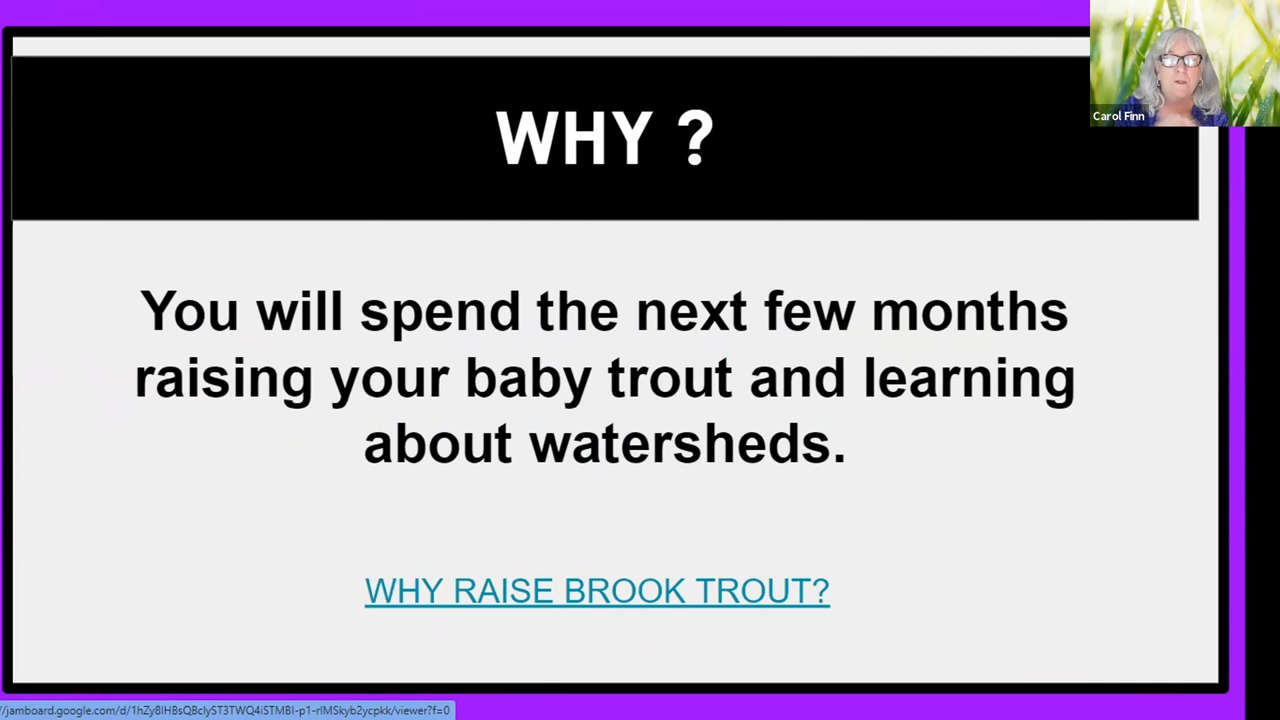 WHY ?
Carol Finn
You will spend the next few months
raising your baby trout and learning
about watersheds.
WHY RAISE BROOK TROUT?